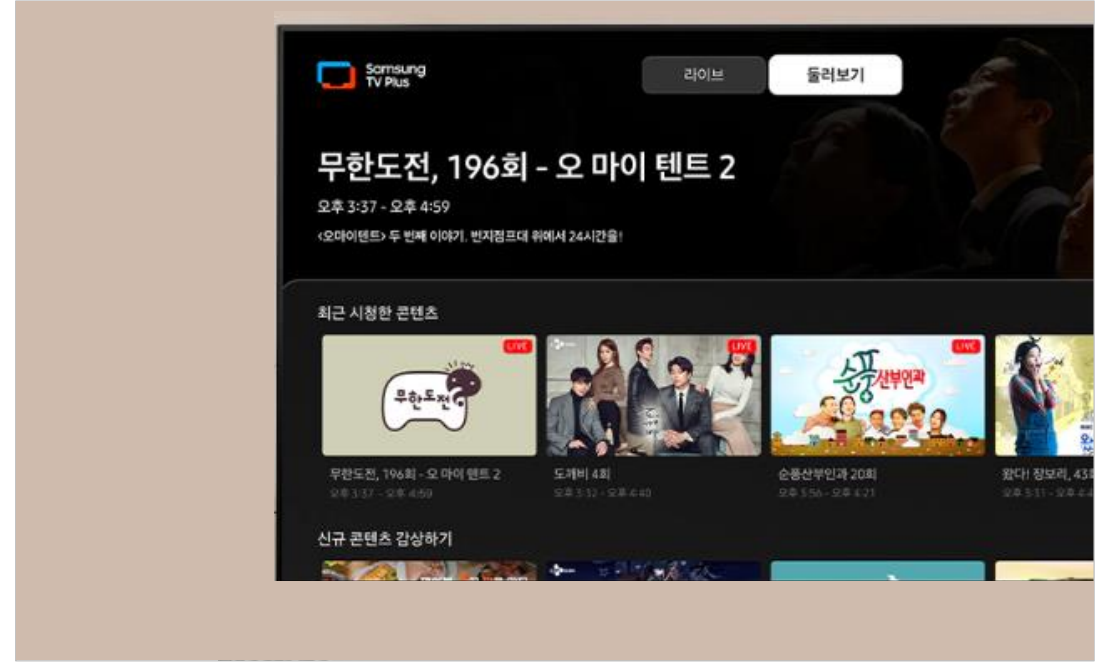 Samsung
TV Plus
라이브
둘러보기
무한도전, 196회 - 오 마이 텐트 2
오후 3:37 - 오후 4:59
<오마이텐트> 두 번째 이야기. 번지점프대 위에서 24시간을!
최근 시청한 콘텐츠
LIVE
LIVE
LIVE
무한도전
순풍산부인과
무한도전, 196회 - 오 마이 텐트 2
도깨비 4회
순풍산부인과 20회
왔다! 장보리, 43
오후 3:37 - 오후 4:59
오후 3:32 - 오후 4:40
오후 3:56 - 오후 4:21
오후 3:31 - 오후
신규 콘텐츠 감상하기